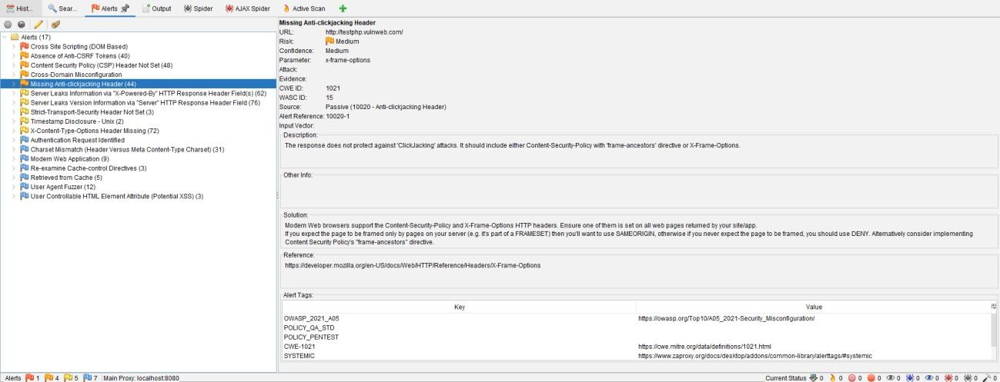 Hist... Sear... Alerts Output Spider AJAX Spider Active Scan
Alerts (17)
Cross Site Scripting (DOM Based)
Absence of Anti-CSRF Tokens (40)
Content Security Policy (CSP) Header Not Set (48)
Cross-Domain Misconfiguration
Missing Anti-clickjacking Header (44)
Server Leaks Information via "X-Powered-By" HTTP Response Header Field(s) (62)
Server Leaks Version Information via "Server" HTTP Response Header Field (76)
Strict-Transport-Security Header Not Set (3)
Timestamp Disclosure - Unix (2)
X-Content-Type-Options Header Missing (72)
Authentication Request Identified
Charset Mismatch (Header Versus Meta Content-Type Charset) (31)
Modern Web Application (9)
Re-examine Cache-control Directives (3)
Retrieved from Cache (5)
User Agent Fuzzer (12)
User Controllable HTML Element Attribute (Potential XSS) (3)
Missing Anti-clickjacking Header
URL: http://testphp.vulnweb.com/
Risk: Medium
Confidence: Medium
Parameter: x-frame-options
Attack:
Evidence:
CWE ID: 1021
WASC ID: 15
Source: Passive (10020 - Anti-clickjacking Header)
Alert Reference: 10020-1
Input Vector:
Description:
The response does not protect against 'ClickJacking' attacks. It should include either Content-Security-Policy with 'frame-ancestors' directive or X-Frame-Options.
Other Info:
Solution:
Modern Web browsers support the Content-Security-Policy and X-Frame-Options HTTP headers. Ensure one of them is set on all web pages returned by your site/app.
If you expect the page to be framed only by pages on your server (e.g. it's part of a FRAMESET) then you'll want to use SAMEORIGIN, otherwise if you never expect the page to be framed, you should use DENY. Alternatively consider implementing
Content Security Policy's "frame-ancestors" directive.
Reference:
https://developer.mozilla.org/en-US/docs/Web/HTTP/Reference/Headers/X-Frame-Options
Alert Tags:
Key Value
OWASP_2021_A05 https://owasp.org/Top10/A05_2021-Security_Misconfiguration/
POLICY_QA_STD
POLICY_PENTEST
CWE-1021 https://cwe.mitre.org/data/definitions/1021.html
SYSTEMIC https://www.zaproxy.org/docs/desktop/addons/common-library/alerttags/#systemic
Alerts 1 4 5 7 Main Proxy: localhost:8080 Current Status 0 0 0 0 0 0 0 0 0 0